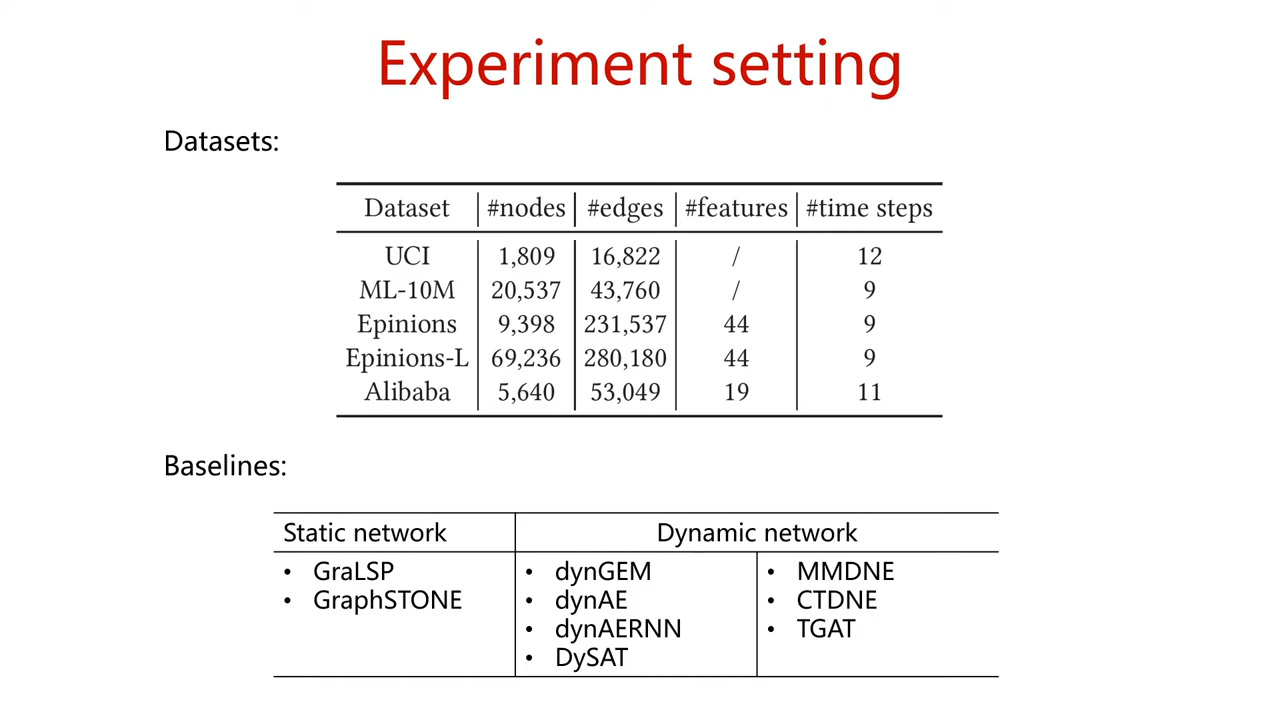 Experiment setting
Datasets:
Dataset #nodes #edges #features #time steps
UCI 1,809 16,822 / 12
ML-10M 20,537 43,760 / 9
Epinions 9,398 231,537 44 9
Epinions-L 69,236 280,180 44 9
Alibaba 5,640 53,049 19 11
Baselines:
Static network Dynamic network
• GraLSP • dynGEM • MMDNE
• GraphSTONE • dynAE • CTDNE
• dynAERNN • TGAT
• DySAT